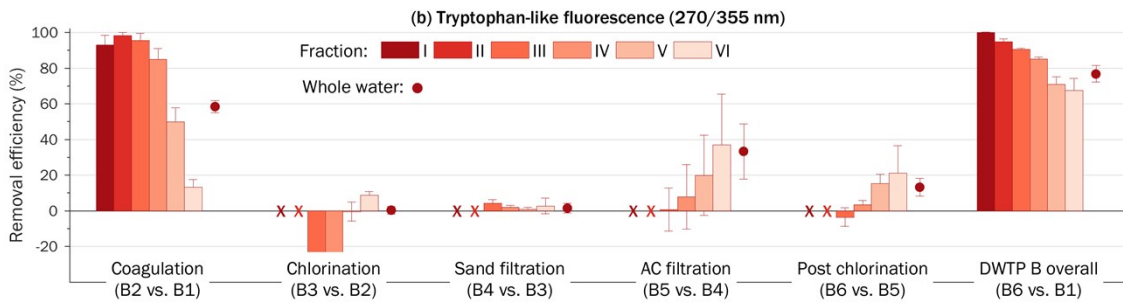 (b) Tryptophan-like fluorescence (270/355 nm)
Fraction: I II III IV V VI
Whole water:
Removal efficiency (%)
100
80
60
40
20
0
-20
X X X X X X X X
Coagulation
(B2 vs. B1)
Chlorination
(B3 vs. B2)
Sand filtration
(B4 vs. B3)
AC filtration
(B5 vs. B4)
Post chlorination
(B6 vs. B5)
DWTP B overall
(B6 vs. B1)